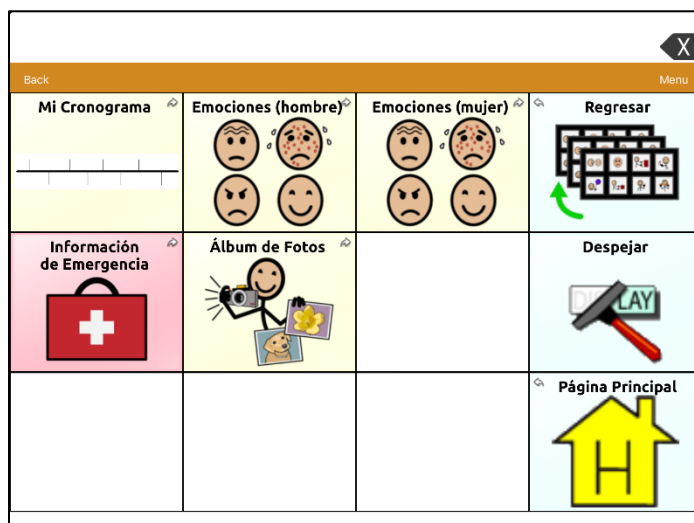 X
Back
Menu
Mi Cronograma
Emociones (hombre)
Emociones (mujer)
Regresar
Información
de Emergencia
Álbum de Fotos
Despejar
DISPLAY
Página Principal
H